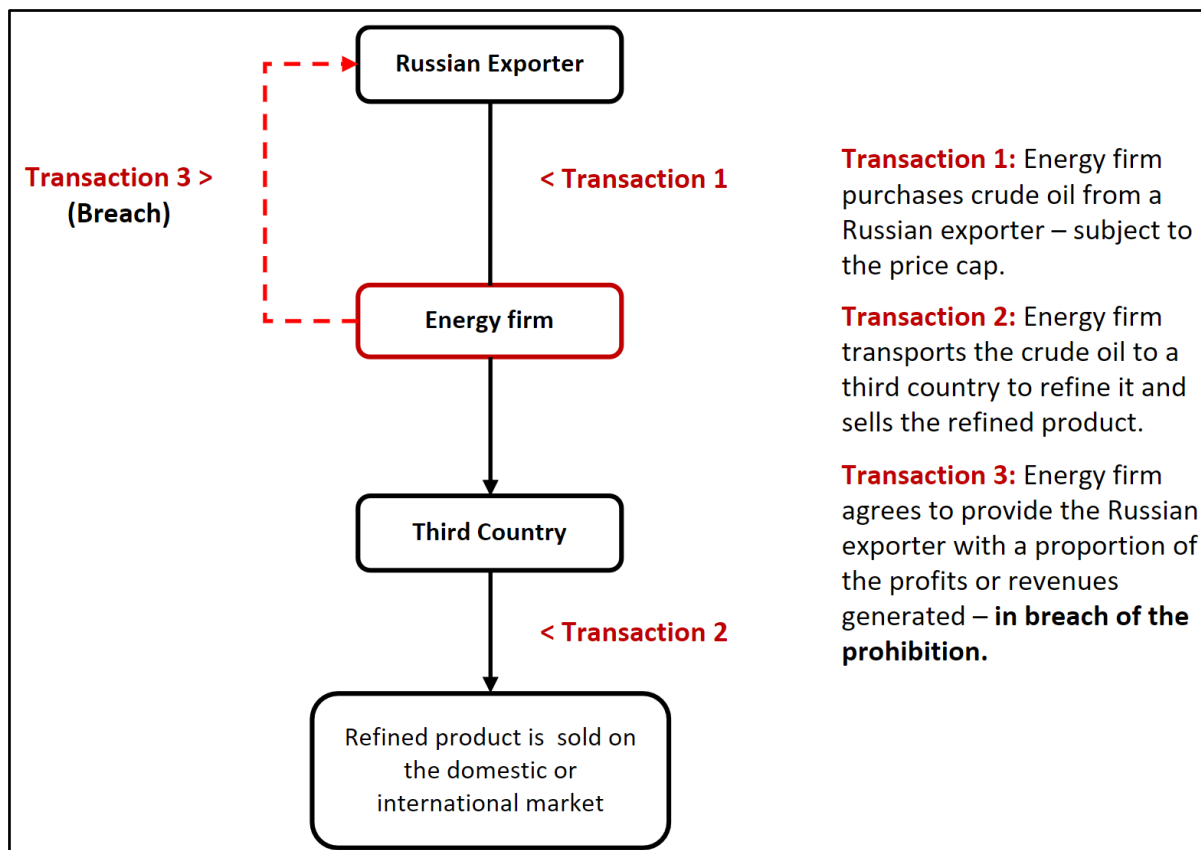 Russian Exporter
Transaction 3 >
(Breach)
< Transaction 1
Energy firm
Third Country
< Transaction 2
Refined product is sold on
the domestic or
international market
Transaction 1: Energy firm
purchases crude oil from a
Russian exporter – subject to
the price cap.
Transaction 2: Energy firm
transports the crude oil to a
third country to refine it and
sells the refined product.
Transaction 3: Energy firm
agrees to provide the Russian
exporter with a proportion of
the profits or revenues
generated – in breach of the
prohibition.